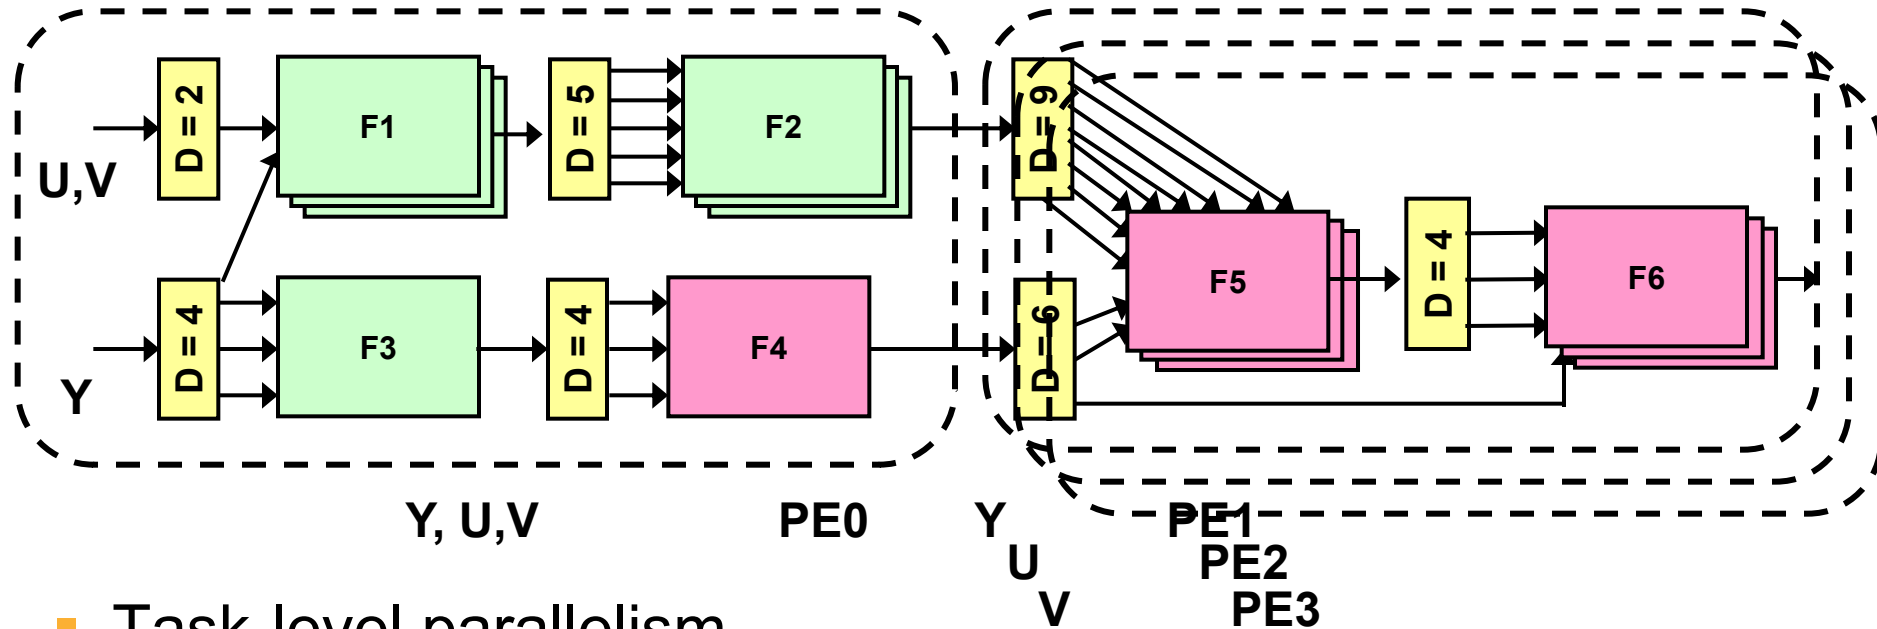 D = 2
F1
D = 5
F2
D = 9
U,V
D = 4
F3
D = 4
F4
D = 6
F5
D = 4
F6
Y
Y, U,V
PE0
Y
PE1
U
PE2
V
PE3
Task level parallelism